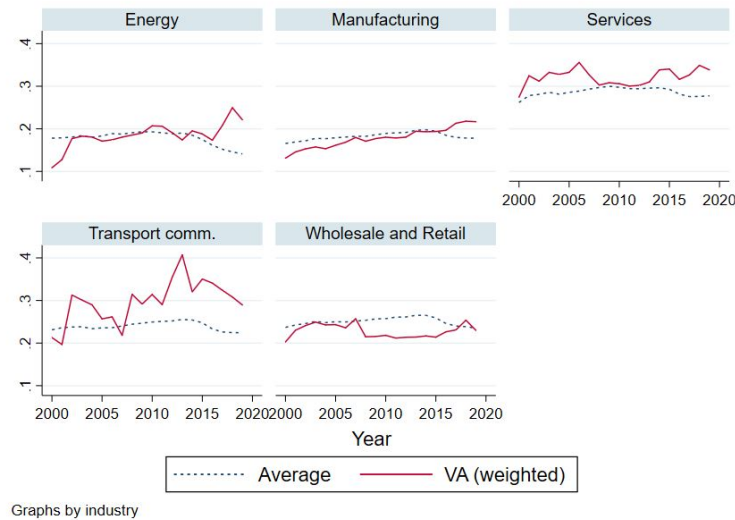 Energy
Manufacturing
Services
.4
.3
.2
.1
2000 2005 2010 2015 2020
Transport comm.
Wholesale and Retail
.4
.3
.2
.1
2000 2005 2010 2015 2020
2000 2005 2010 2015 2020
Year
Average VA (weighted)
Graphs by industry